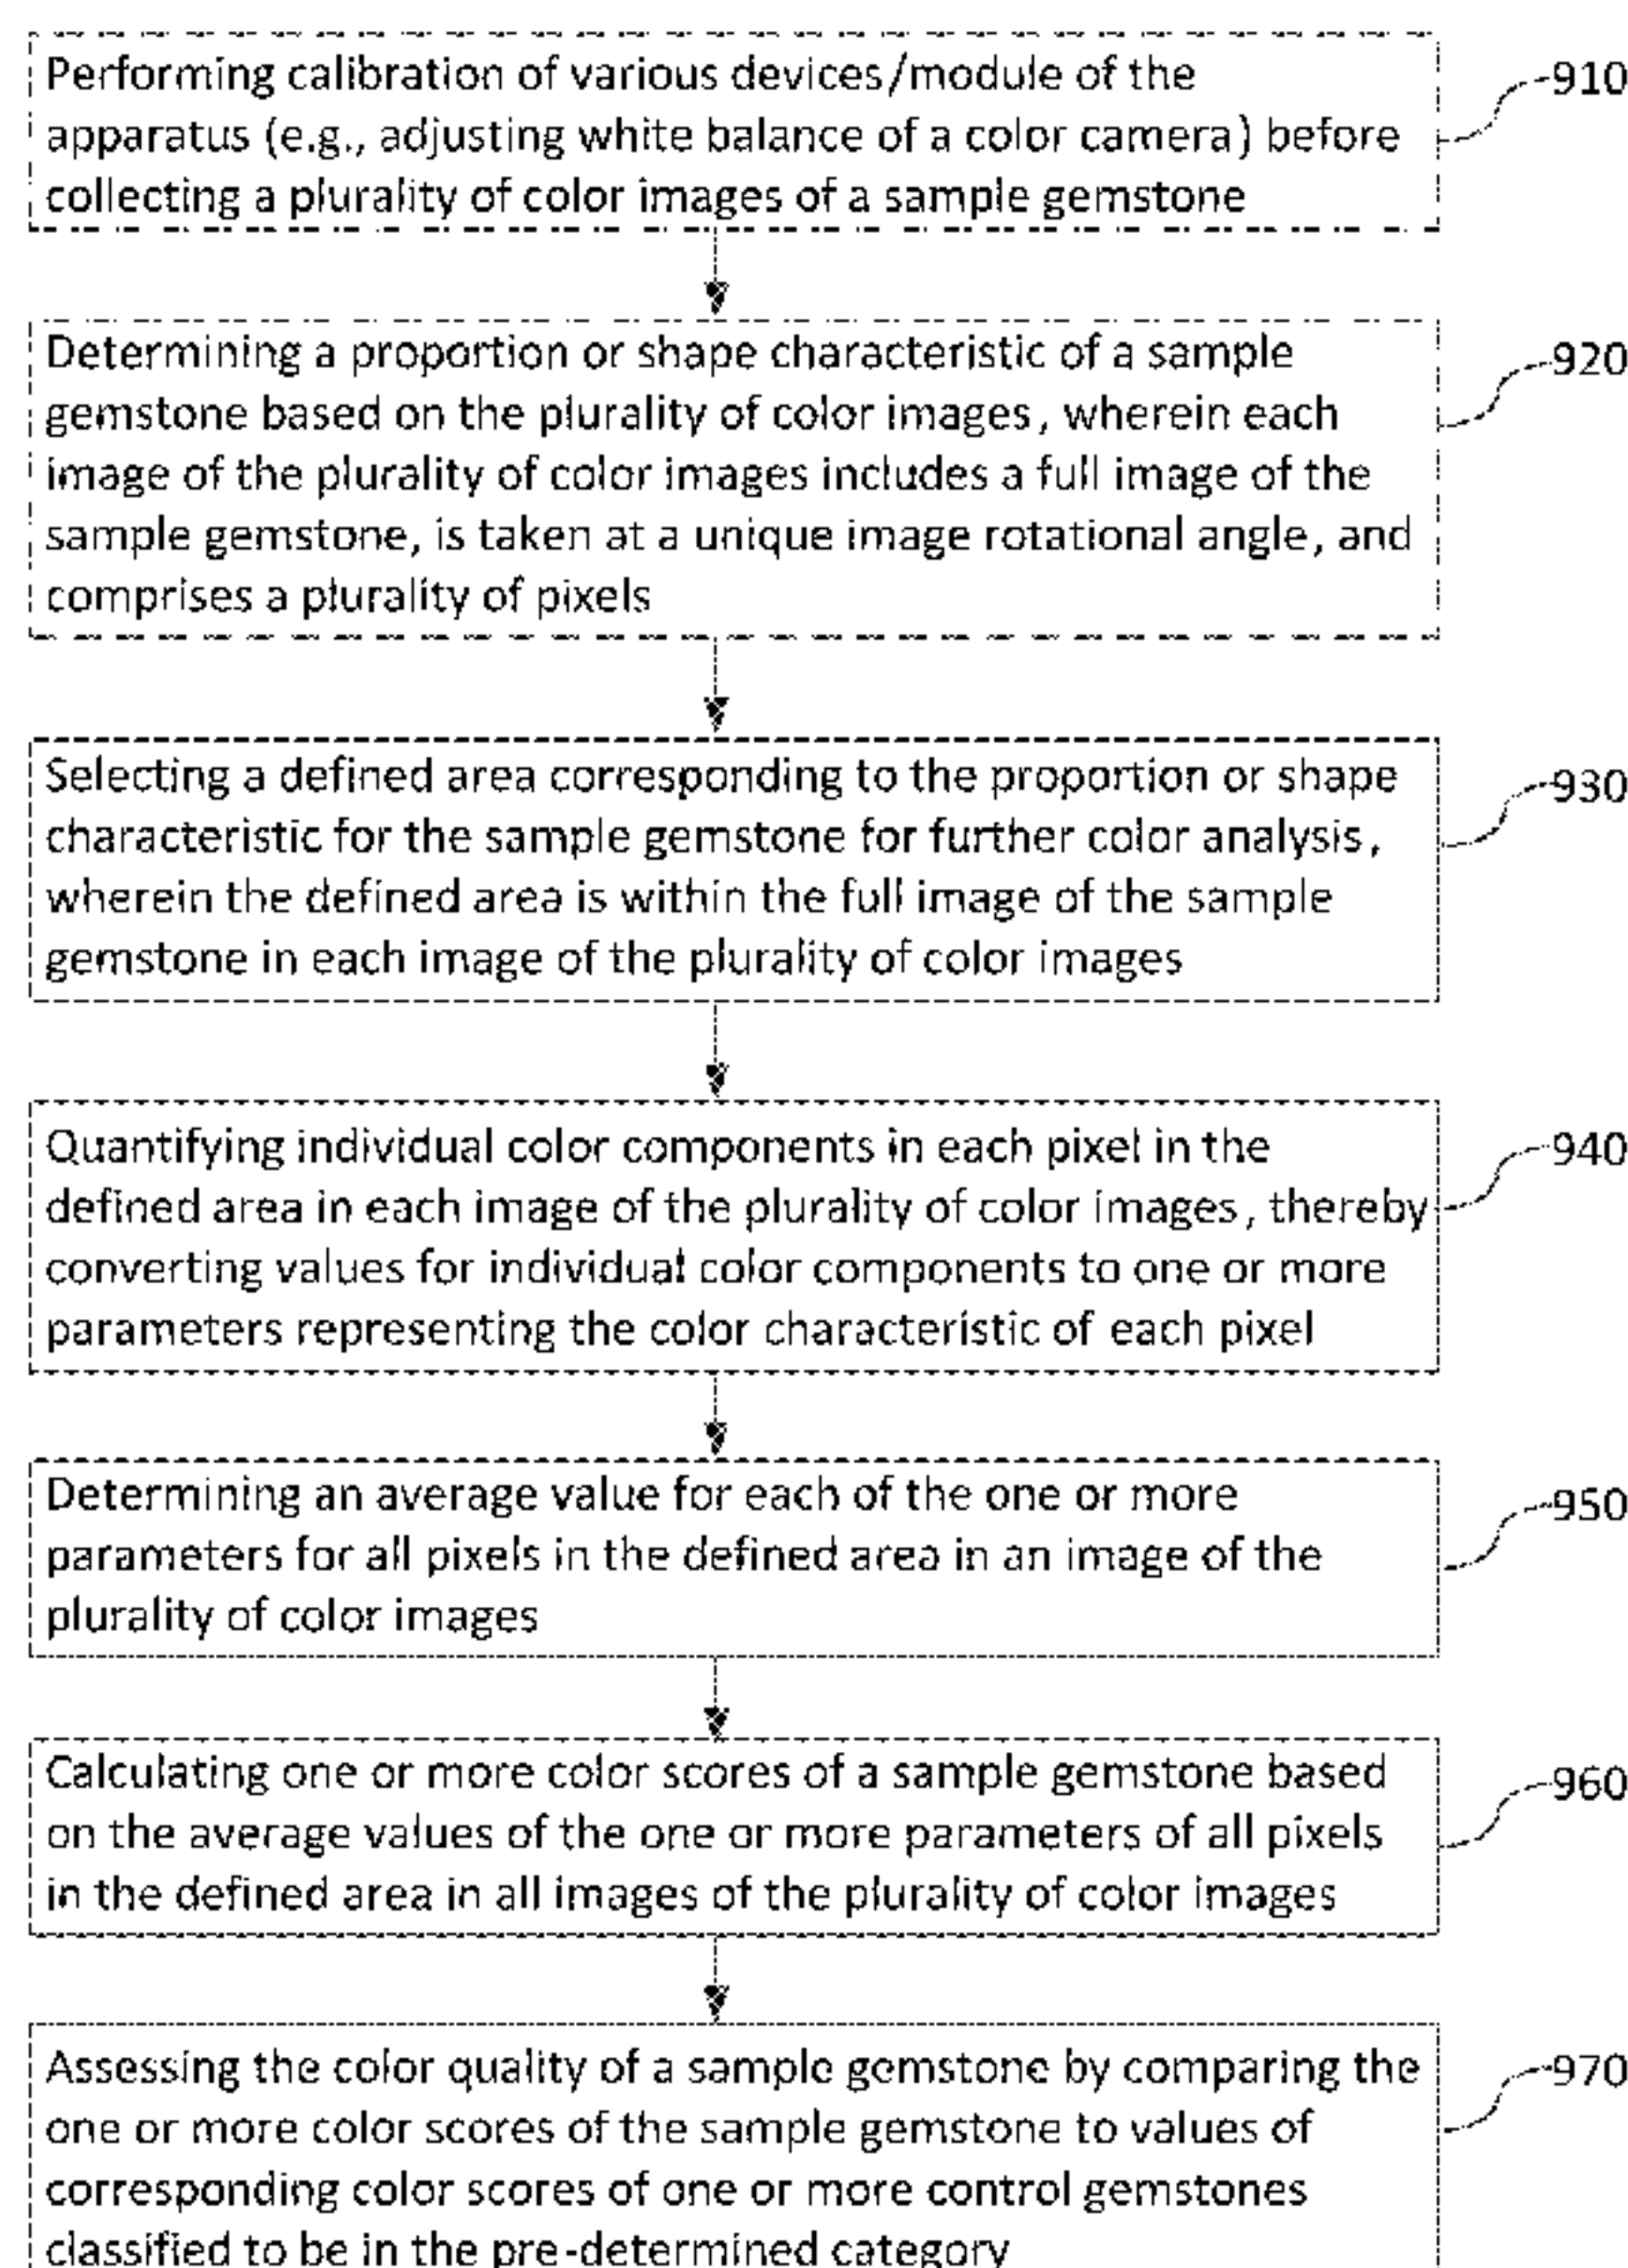 Performing calibration of various devices/module of the
apparatus (e.g., adjusting white balance of a color camera) before
collecting a plurality of color images of a sample gemstone
910
Determining a proportion or shape characteristic of a sample
gemstone based on the plurality of color images, wherein each
image of the plurality of color images includes a full image of the
sample gemstone, is taken at a unique image rotational angle, and
comprises a plurality of pixels
920
Selecting a defined area corresponding to the proportion or shape
characteristic for the sample gemstone for further color analysis,
wherein the defined area is within the full image of the sample
gemstone in each image of the plurality of color images
930
Quantifying individual color components in each pixel in the
defined area in each image of the plurality of color images, thereby
converting values for individual color components to one or more
parameters representing the color characteristic of each pixel
940
Determining an average value for each of the one or more
parameters for all pixels in the defined area in an image of the
plurality of color images
950
Calculating one or more color scores of a sample gemstone based
on the average values of the one or more parameters of all pixels
in the defined area in all images of the plurality of color images
960
Assessing the color quality of a sample gemstone by comparing the
one or more color scores of the sample gemstone to values of
corresponding color scores of one or more control gemstones
classified to be in the pre-determined category
970